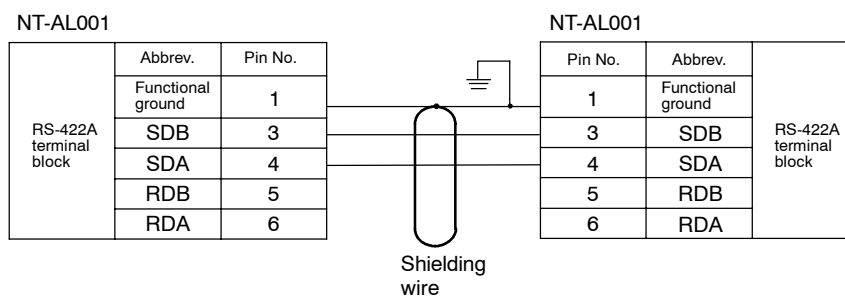 NT-AL001
NT-AL001
Abbrev. Pin No.
Functional
ground 1
SDB 3
SDA 4
RDB 5
RDA 6
RS-422A
terminal
block
Pin No. Abbrev.
1 Functional
ground
3 SDB
4 SDA
5 RDB
6 RDA
RS-422A
terminal
block
Shielding
wire